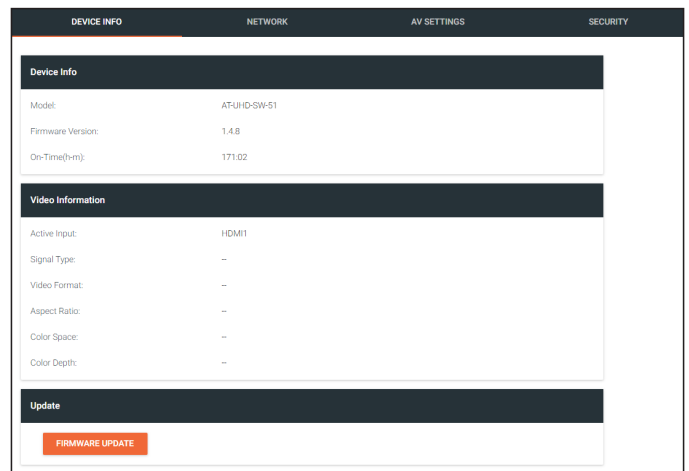 DEVICE INFO NETWORK AV SETTINGS SECURITY
Device Info
Model: AT-UHD-SW-51
Firmware Version: 1.4.8
On-Time(h-m): 171:02
Video Information
Active Input: HDMI1
Signal Type: --
Video Format: --
Aspect Ratio: --
Color Space: --
Color Depth: --
Update
FIRMWARE UPDATE